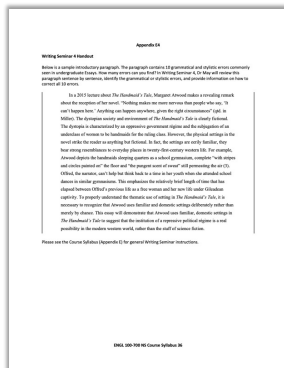 Appendix E4
Writing Seminar 4 Handout
Below is a sample introductory paragraph. The paragraph contains 10 grammatical and stylistic errors commonly
seen in undergraduate Essays. How many errors can you find? In Writing Seminar 4, Dr May will review this
paragraph sentence by sentence, identify the grammatical or stylistic errors, and provide information on how to
correct all 10 errors.
In a 2015 lecture about The Handmaid's Tale, Margaret Atwood makes a revealing remark
about the reception of her novel. "Nothing makes me more nervous than people who say, 'It
can't happen here.' Anything can happen anywhere, given the right circumstances" (qtd. in
Miller). The dystopian society and environment of The Handmaid's Tale is clearly fictional.
The dystopia is characterized by an oppressive government regime and the subjugation of an
underclass of women to be handmaids for the ruling class. However, the physical settings in the
novel strike the reader as anything but fictional. In fact, the settings are eerily familiar, they
bear strong resemblances to everyday places in twenty-first-century western life. For example,
Atwood depicts the handmaids sleeping quarters as a school gymnasium, complete "with stripes
and circles painted on" the floor and "the pungent scent of sweat" still permeating the air (3).
Offred, the narrator, can't help but think back to a time in her youth when she attended school
dances in similar gymnasiums. This emphasizes the relatively brief length of time that has
elapsed between Offred's previous life as a free woman and her new life under Gileadean
captivity. To properly understand the thematic use of setting in The Handmaid's Tale, it is
necessary to recognize that Atwood uses familiar and domestic settings deliberately rather than
merely by chance. This essay will demonstrate that Atwood uses familiar, domestic settings in
The Handmaid's Tale to suggest that the institution of a repressive political regime is a real
possibility in the modern western world, rather than the stuff of science fiction.
Please see the Course Syllabus (Appendix E) for general Writing Seminar instructions.
ENGL 100-700 NS Course Syllabus 36